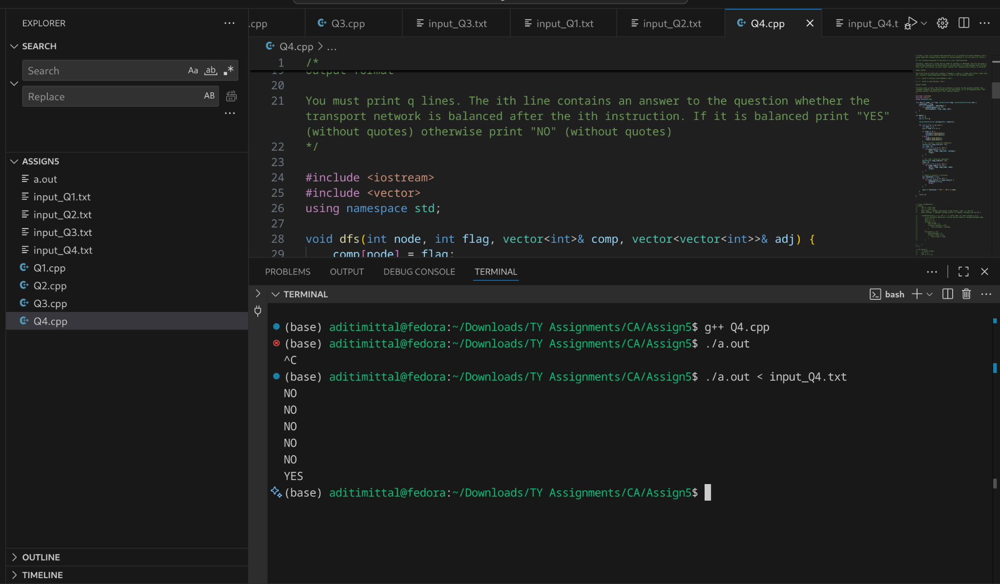 EXPLORER
SEARCH
Search
Aa ab *
Replace
AB
ASSIGN5
a.out
input_Q1.txt
input_Q2.txt
input_Q3.txt
input_Q4.txt
Q1.cpp
Q2.cpp
Q3.cpp
Q4.cpp
OUTLINE
TIMELINE
.cpp Q3.cpp input_Q3.txt input_Q1.txt input_Q2.txt Q4.cpp input_Q4.t
Q4.cpp > ...
1 /*
19 output format
20
21 You must print q lines. The ith line contains an answer to the question whether the
transport network is balanced after the ith instruction. If it is balanced print "YES"
(without quotes) otherwise print "NO" (without quotes)
22 */
23
24 #include <iostream>
25 #include <vector>
26 using namespace std;
27
28 void dfs(int node, int flag, vector<int>& comp, vector<vector<int>>& adj) {
29 comp[node] = flag;
PROBLEMS OUTPUT DEBUG CONSOLE TERMINAL
TERMINAL bash
(base) aditimittal@fedora:~/Downloads/TY Assignments/CA/Assign5$ g++ Q4.cpp
(base) aditimittal@fedora:~/Downloads/TY Assignments/CA/Assign5$ ./a.out
^C
(base) aditimittal@fedora:~/Downloads/TY Assignments/CA/Assign5$ ./a.out < input_Q4.txt
NO
NO
NO
NO
NO
YES
(base) aditimittal@fedora:~/Downloads/TY Assignments/CA/Assign5$